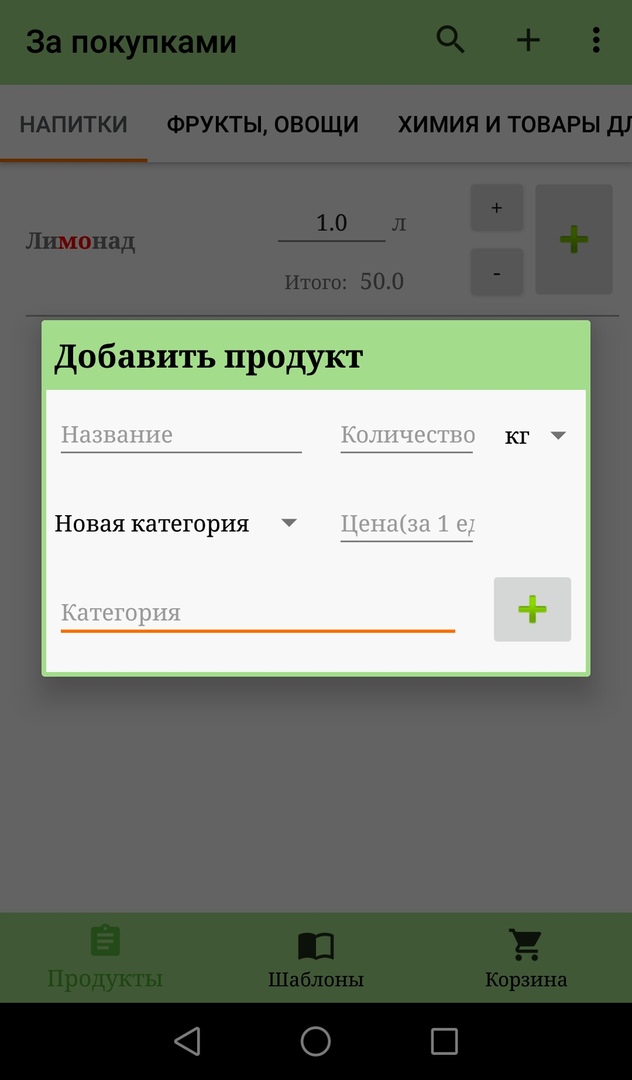 За покупками
НАПИТКИ ФРУКТЫ, ОВОЩИ ХИМИЯ И ТОВАРЫ ДЛ
Лимонад 1.0 л + -
Итого: 50.0
Добавить продукт
Название Количество кг
Новая категория Цена(за 1 ед
Категория
Продукты Шаблоны Корзина